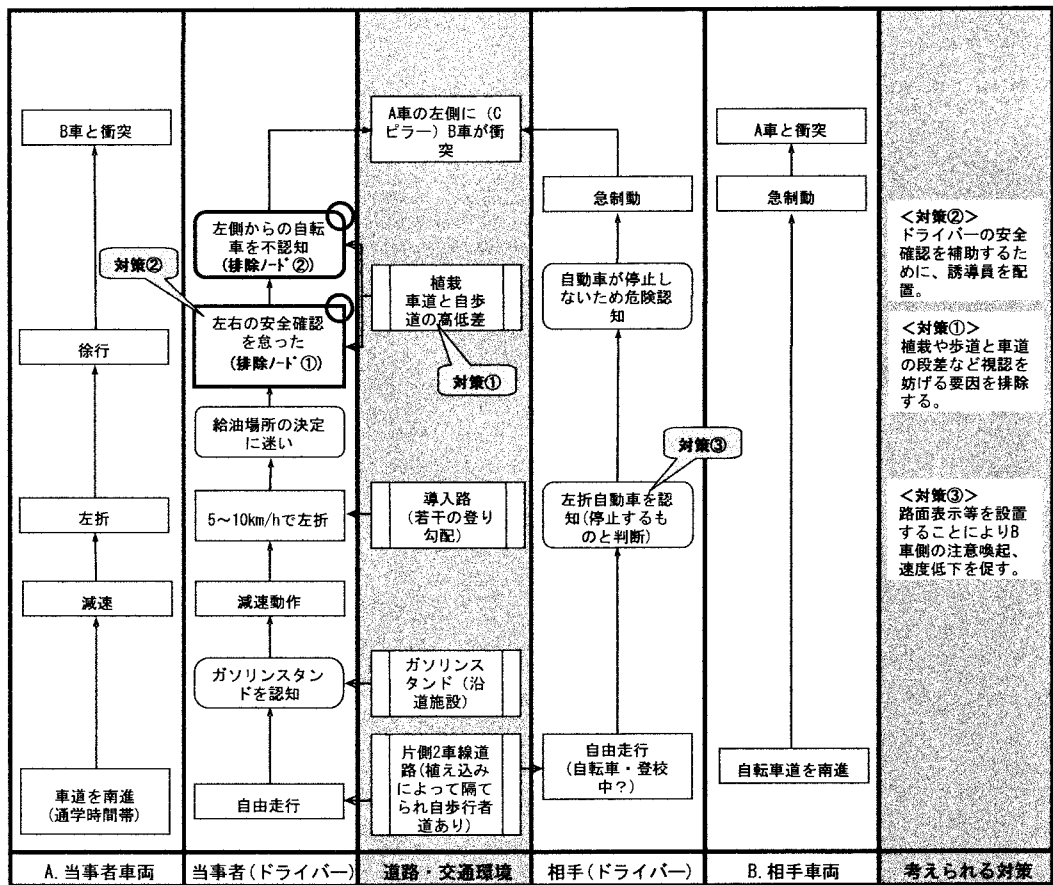 B車と衝突
徐行
左折
減速
車道を南進
(通学時間帯)
A. 当事者車両
左側からの自転
車を不認知
(排除ノード②)
対策②
左右の安全確認
を怠った
(排除ノード①)
給油場所の決定
に迷い
5～10km/hで左折
減速動作
ガソリンスタン
ドを認知
自由走行
当事者(ドライバー)
A車の左側に（C
ピラー）B車が衝
突
植栽
車道と自歩
道の高低差
対策①
導入路
(若干の登り
勾配)
ガソリンス
タンド（沿
道施設）
片側2車線道
路(植え込み
によって隔て
られ自歩行者
道あり)
道路・交通環境
急制動
自動車が停止し
ないため危険認
知
対策③
左折自動車を認
知(停止するも
のと判断)
自由走行
(自転車・登校
中？)
相手(ドライバー)
A車と衝突
急制動
自転車道を南進
B. 相手車両
＜対策②＞
ドライバーの安全
確認を補助するた
めに、誘導員を配
置。
＜対策①＞
植栽や歩道と車道
の段差など視認を
妨げる要因を排除
する。
＜対策③＞
路面表示等を設置
することによりB
車側の注意喚起、
速度低下を促す。
考えられる対策